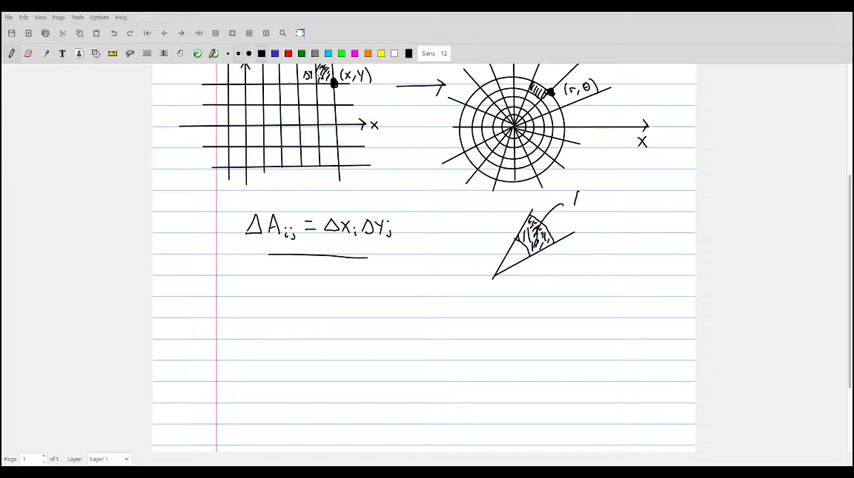 File Edit View Page Tools Options Help
T
Sans 12
(x,y)
(r,θ)
x
X
ΔA_ij = Δx_i Δy_j
Page 1 of 1 Layer: Layer 1